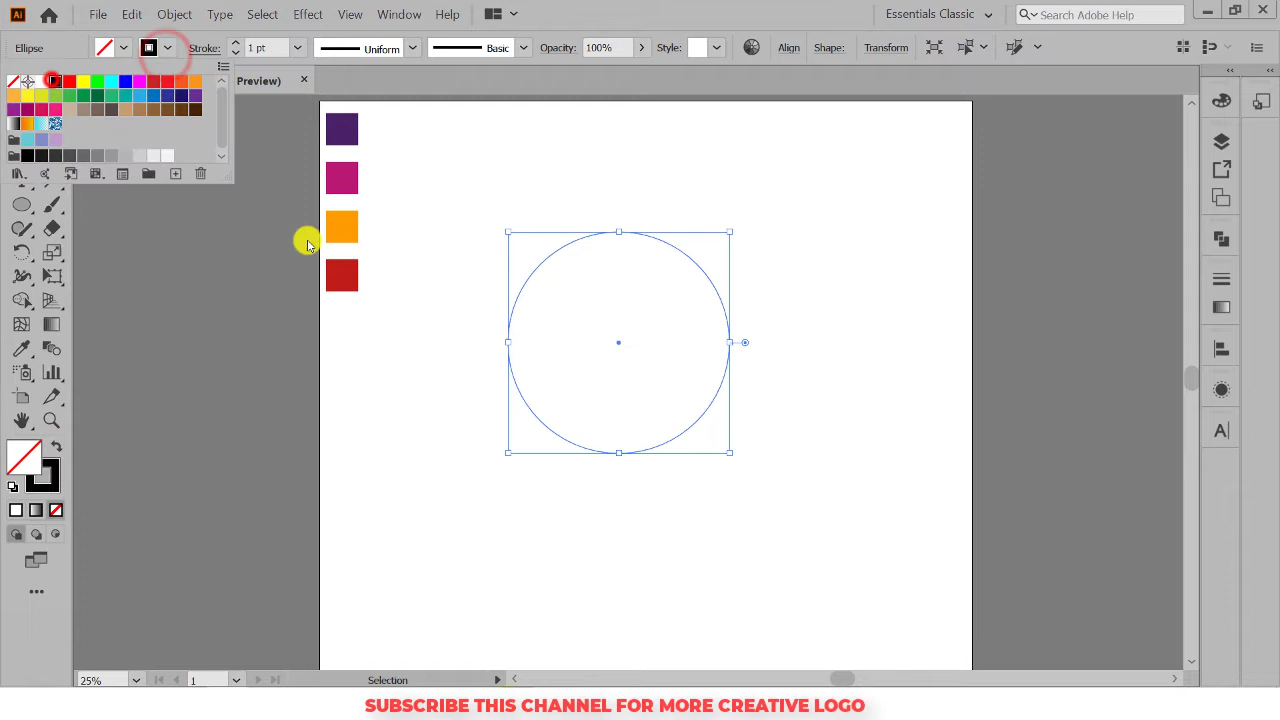 Ai File Edit Object Type Select Effect View Window Help Essentials Classic Search Adobe Help
Ellipse Stroke: 1 pt Uniform Basic Opacity: 100% Style: Align Shape: Transform
Preview) ×
25% 1 Selection
SUBSCRIBE THIS CHANNEL FOR MORE CREATIVE LOGO